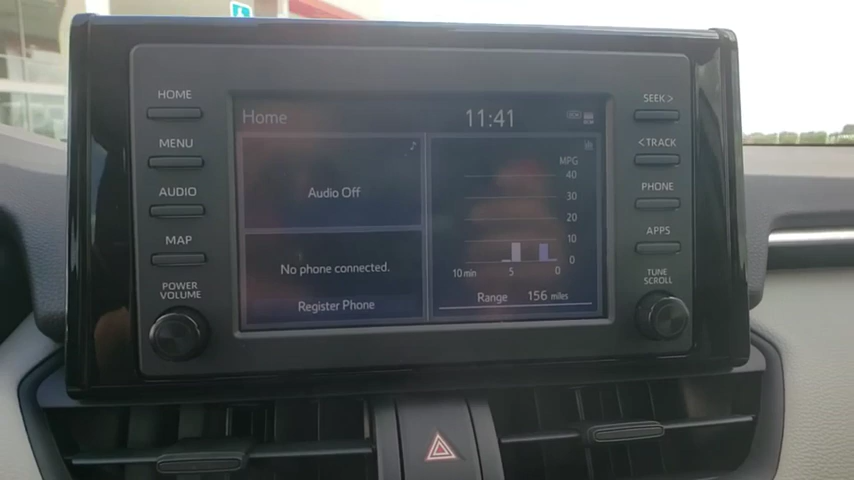 HOME
MENU
AUDIO
MAP
POWER
VOLUME
Home
11:41
Audio Off
No phone connected.
Register Phone
MPG
40
30
20
10
0
10 min 5 0
Range 156 miles
SEEK >
< TRACK
PHONE
APPS
TUNE
SCROLL